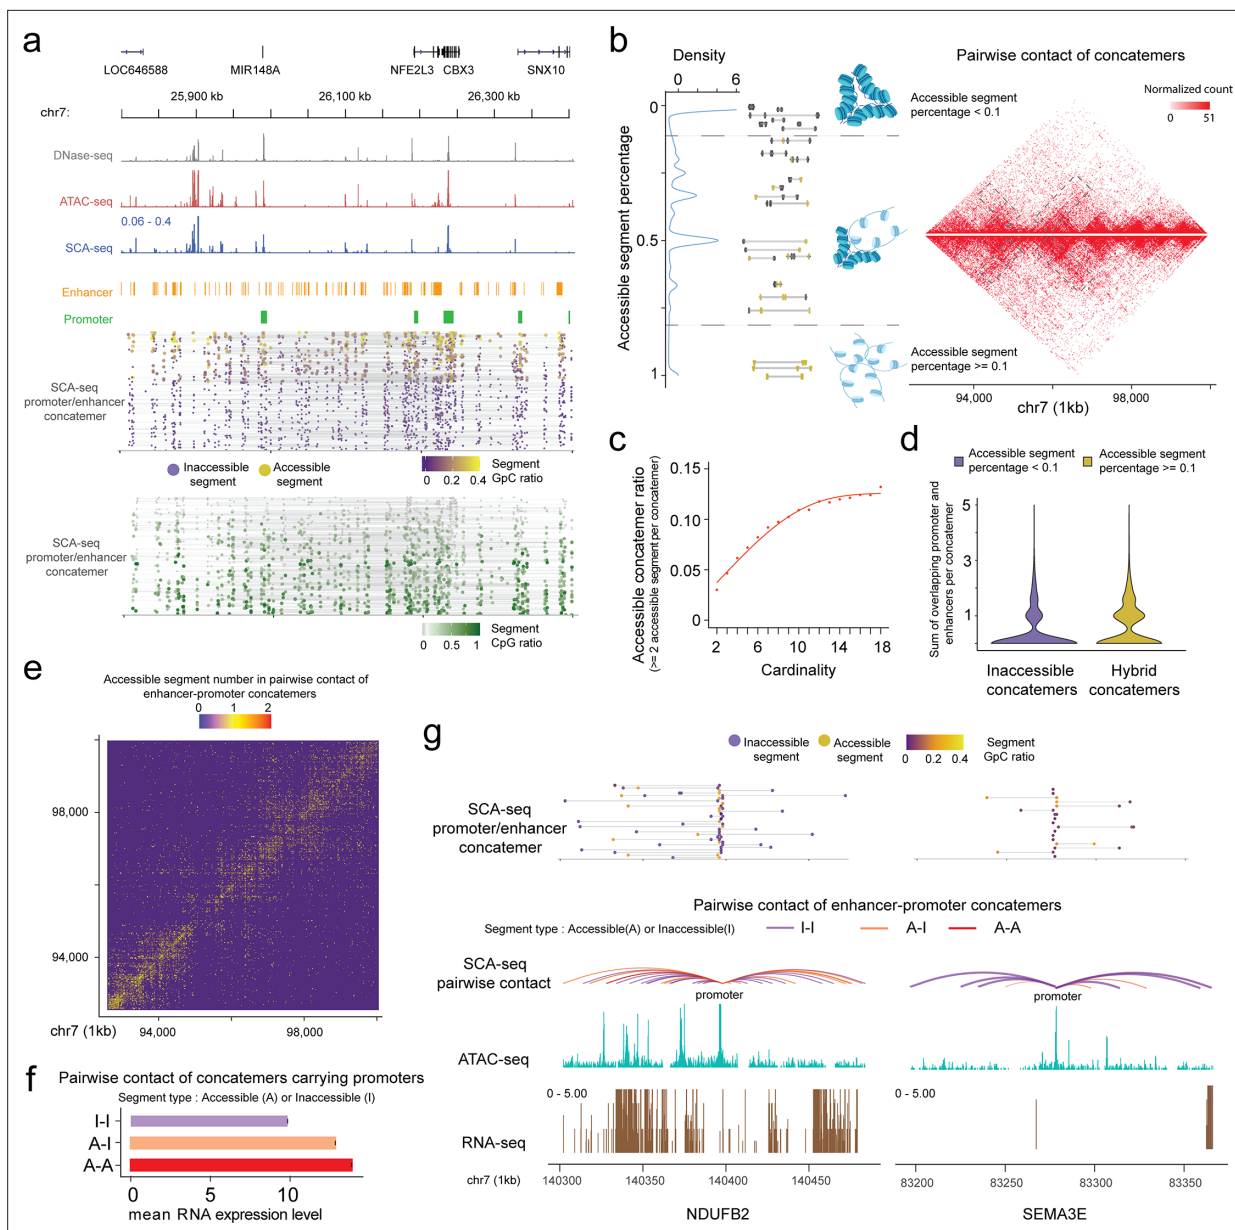 a
LOC646588
MIR148A
NFE2L3
CBX3
SNX10
25,900 kb
26,100 kb
26,300 kb
chr7:
DNase-seq
ATAC-seq
0.06 - 0.4
SCA-seq
Enhancer
Promoter
SCA-seq
promoter/enhancer
concatemer
Inaccessible
segment
Accessible
segment
0 0.2 0.4
Segment
GpC ratio
SCA-seq
promoter/enhancer
concatemer
0 0.5 1
Segment
CpG ratio
b
Density
0 6
Accessible segment percentage
0
0.5
1
Accessible segment
percentage < 0.1
Accessible segment
percentage >= 0.1
Pairwise contact of concatemers
Normalized count
0 51
94,000
98,000
chr7 (1kb)
c
Accessible concatemer ratio
(>= 2 accessible segment per concatemer)
0.15
0.10
0.05
0
2 6 10 14 18
Cardinality
d
Accessible segment
percentage < 0.1
Accessible segment
percentage >= 0.1
Sum of overlapping promoter and
enhancers per concatemer
5
3
1
Inaccessible
concatemers
Hybrid
concatemers
e
Accessible segment number in pairwise contact of
enhancer-promoter concatemers
0 1 2
98,000
94,000
chr7 (1kb)
94,000
98,000
f
Pairwise contact of concatemers carrying promoters
Segment type : Accessible (A) or Inaccessible (I)
I-I
A-I
A-A
0 5 10
mean RNA expression level
g
Inaccessible
segment
Accessible
segment
0 0.2 0.4
Segment
GpC ratio
SCA-seq
promoter/enhancer
concatemer
Pairwise contact of enhancer-promoter concatemers
Segment type : Accessible(A) or Inaccessible(I)
I-I
A-I
A-A
SCA-seq
pairwise contact
promoter
promoter
ATAC-seq
0 - 5.00
0 - 5.00
RNA-seq
chr7 (1kb)
140300 140350 140400 140450
83200 83250 83300 83350
NDUFB2
SEMA3E